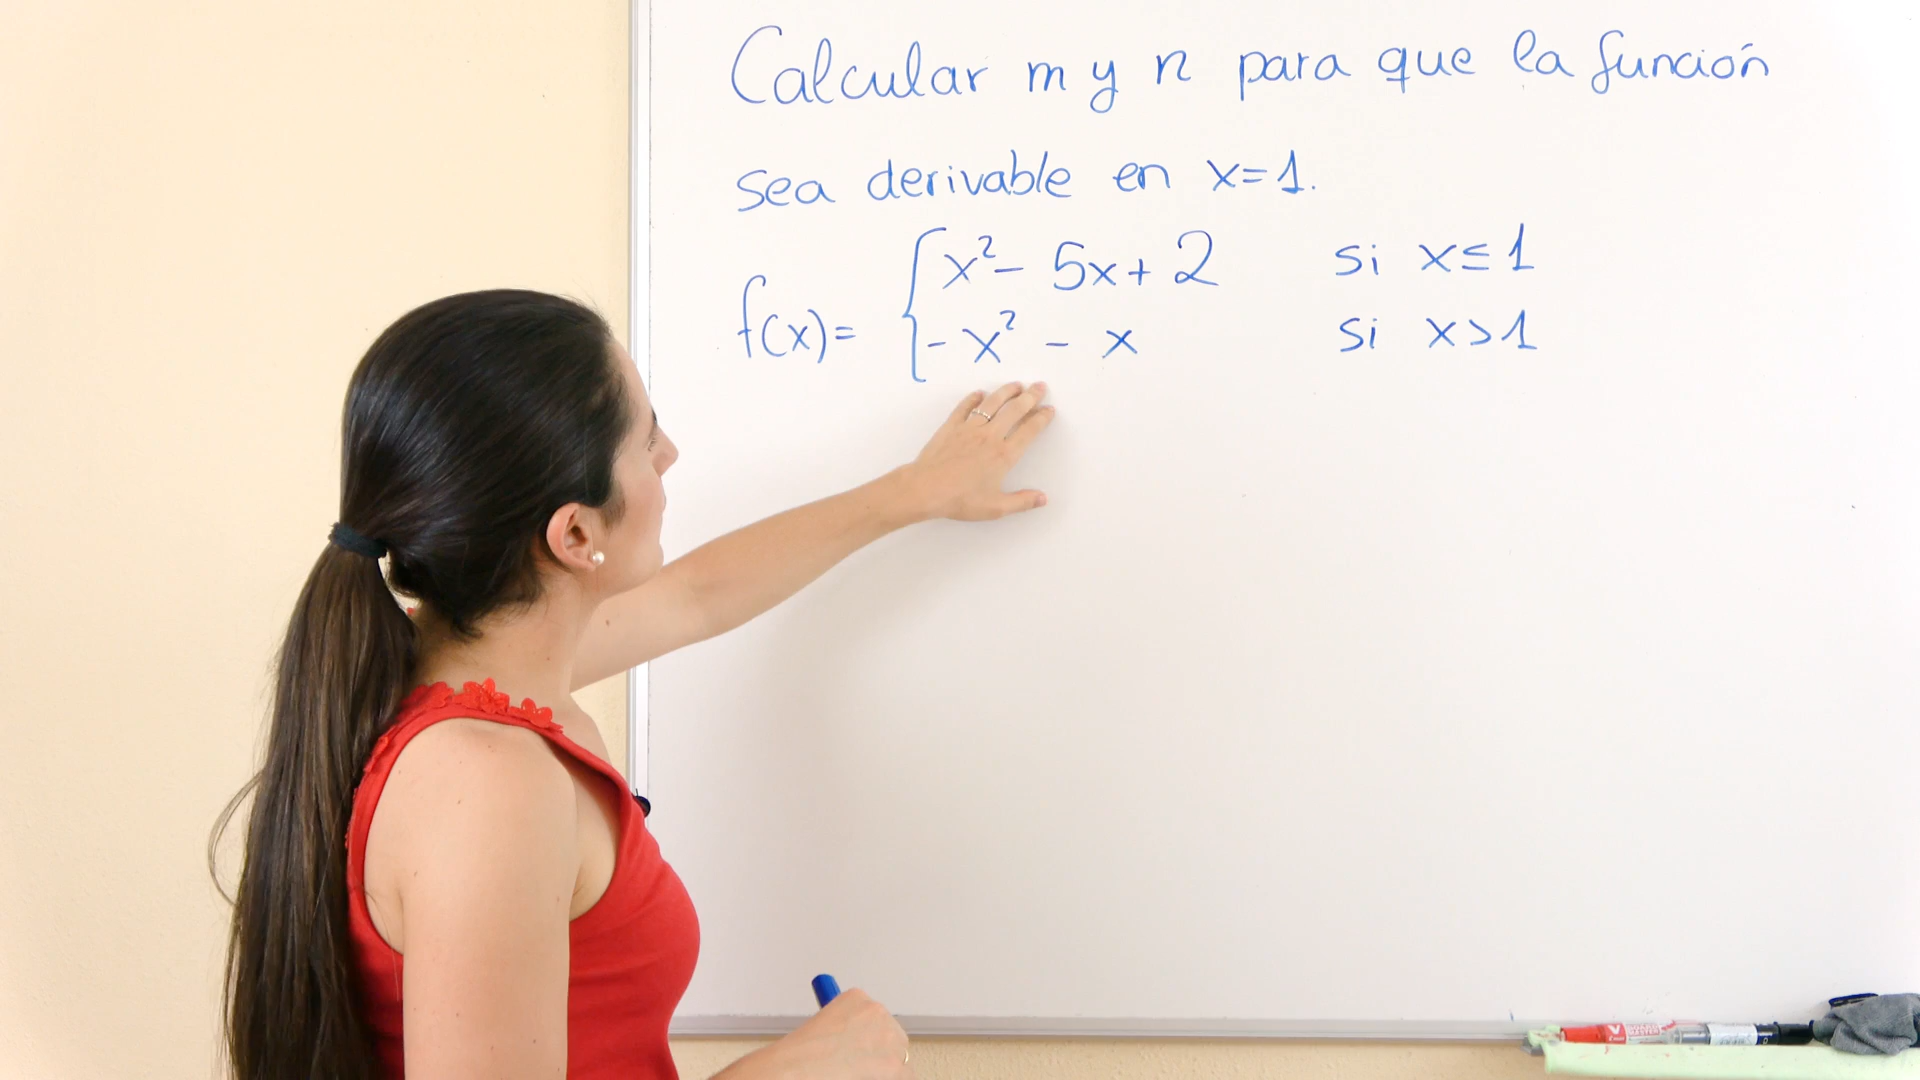 Calcular m y n para que la función
sea derivable en x=1.
f(x)= { x² - 5x + 2 si x ≤ 1
- x² - x si x > 1